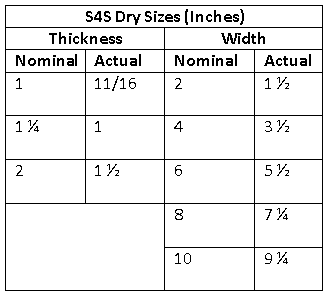 S4S Dry Sizes (Inches)
Thickness Width
Nominal Actual Nominal Actual
1 11/16 2 1 ½
1 ¼ 1 4 3 ½
2 1 ½ 6 5 ½
8 7 ¼
10 9 ¼